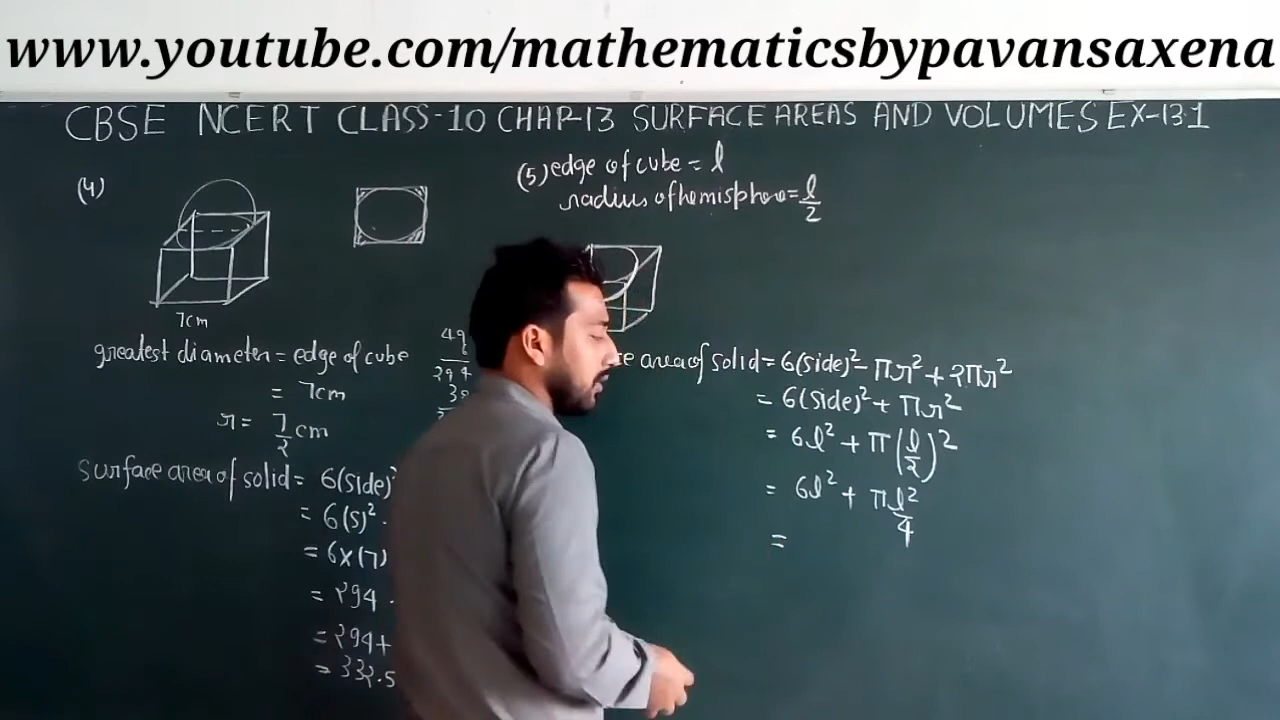 www.youtube.com/mathematicsbypavansaxena
CBSE NCERT CLASS-10 CHAP-13 SURFACE AREAS AND VOLUMES EX-13.1
(4)
7cm
greatest diameter = edge of cube
= 7cm
r = 7/2 cm
surface area of solid = 6(side)²
= 6(s)²
= 6×(7)
= 294
= 294+
= 332.5
49
6
294
(5) edge of cube = l
radius of hemisphere = l/2
area of solid = 6(side)² - πr² + 2πr²
= 6(side)² + πr²
= 6l² + π(l/2)²
= 6l² + πl²/4
=